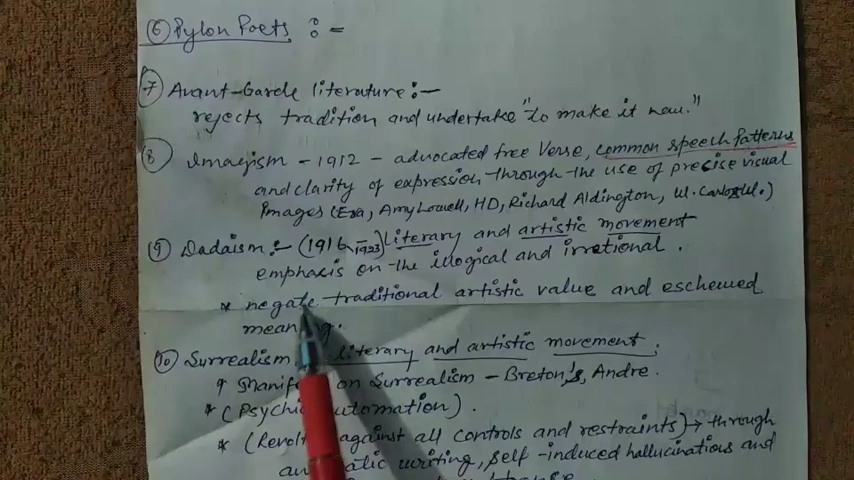 ⑥ Pylon Poets :=
⑦ Avant-Garde literature:-
rejects tradition and undertake "to make it new."
⑧ Imagism - 1912 - advocated free Verse, common speech patterns
and clarity of expression through the use of precise visual
Images (Ezra, Amy Lowell, HD, Richard Aldington, W. Carlos W.)
⑨ Dadaism:- (1916-1923) literary and artistic movement
emphasis on the illogical and irrational.
* negate traditional artistic value and eschewed
meaning.
⑩ Surrealism, literary and artistic movement;
on Surrealism - Breton's, Andre.
* (Psychic Automation).
* (Revolt against all controls and restraints) → through
writing, self-induced hallucinations and